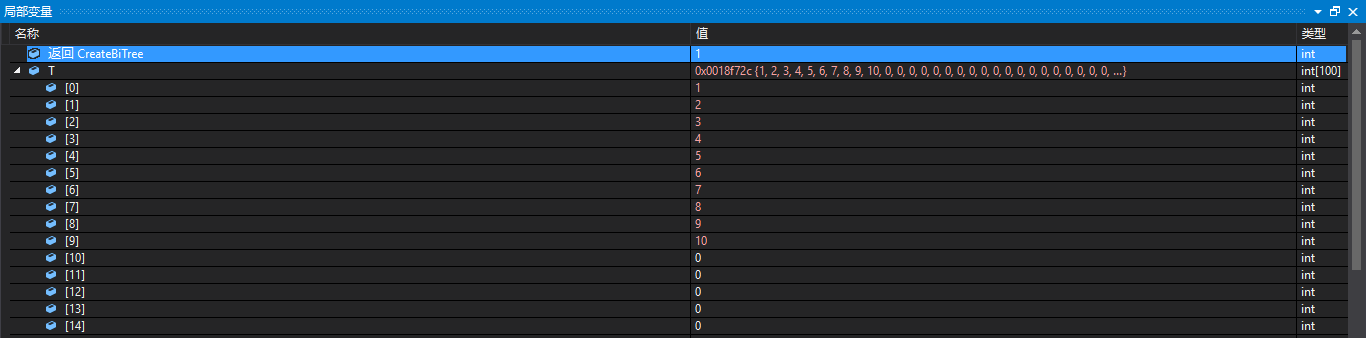 局部变量
名称 值 类型
返回 CreateBiTree 1 int
T 0x0018f72c {1, 2, 3, 4, 5, 6, 7, 8, 9, 10, 0, 0, 0, 0, 0, 0, 0, 0, 0, 0, 0, 0, 0, 0, 0, 0, 0, 0, 0, ...} int[100]
[0] 1 int
[1] 2 int
[2] 3 int
[3] 4 int
[4] 5 int
[5] 6 int
[6] 7 int
[7] 8 int
[8] 9 int
[9] 10 int
[10] 0 int
[11] 0 int
[12] 0 int
[13] 0 int
[14] 0 int